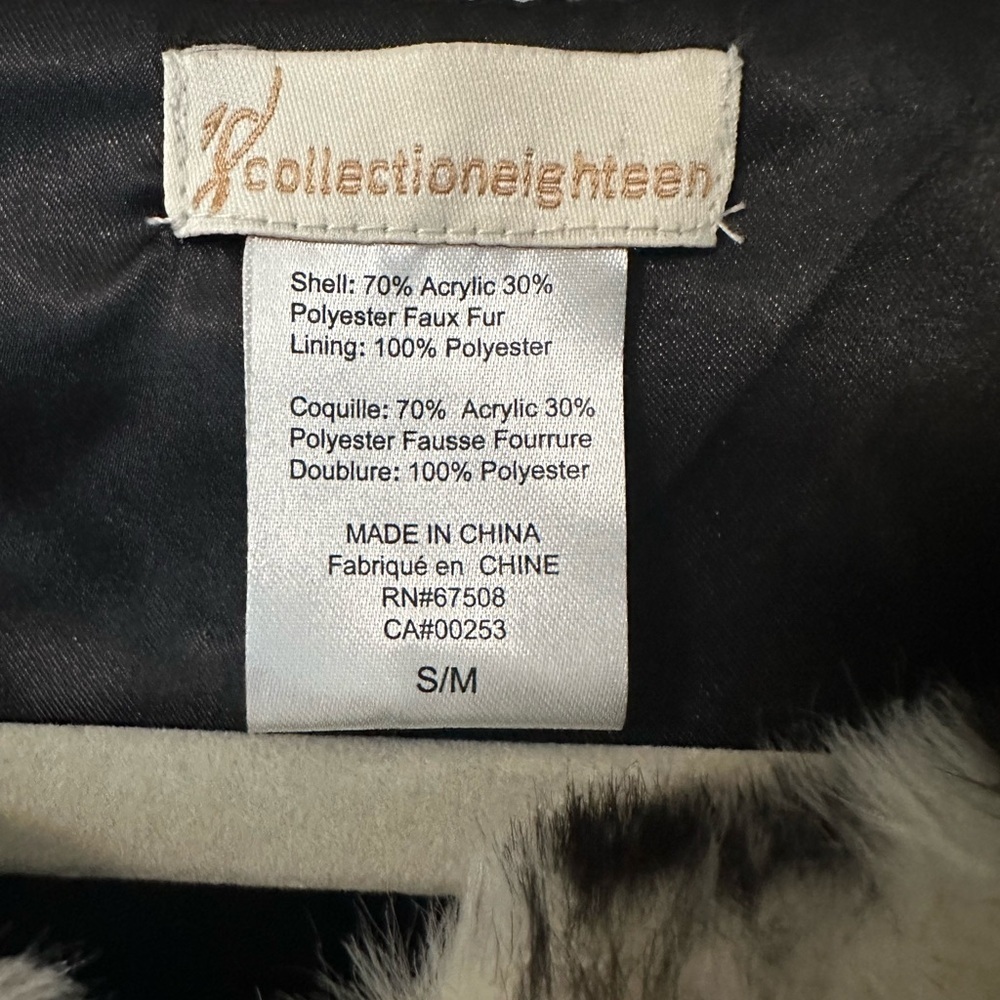 18 collectioneighteen
Shell: 70% Acrylic 30%
Polyester Faux Fur
Lining: 100% Polyester
Coquille: 70% Acrylic 30%
Polyester Fausse Fourrure
Doublure: 100% Polyester
MADE IN CHINA
Fabriqué en CHINE
RN#67508
CA#00253
S/M